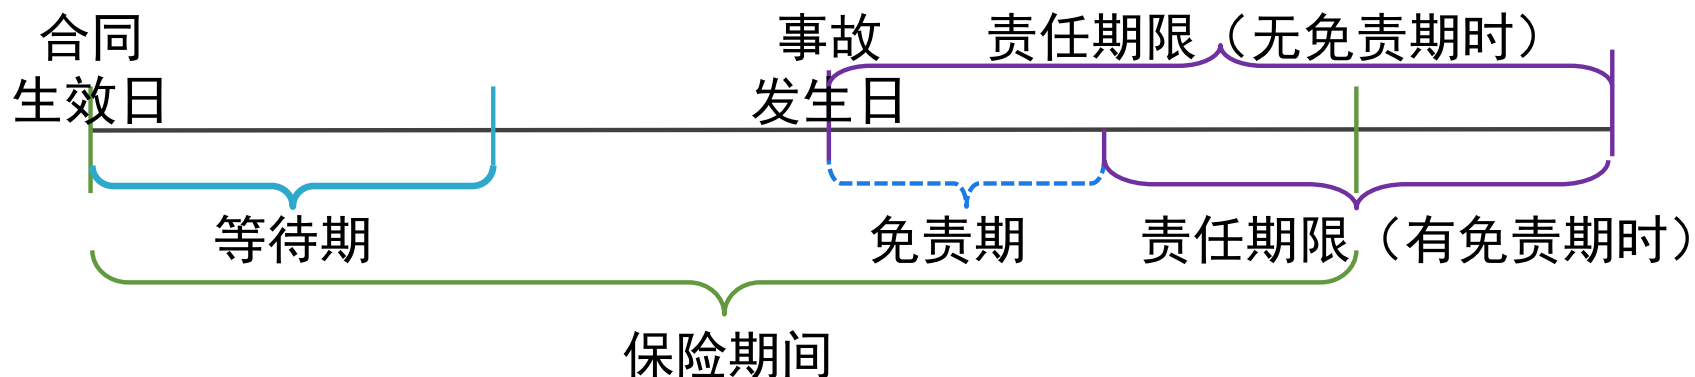 合同
生效日
事故
发生日
责任期限（无免责期时）
等待期
免责期
责任期限（有免责期时）
保险期间